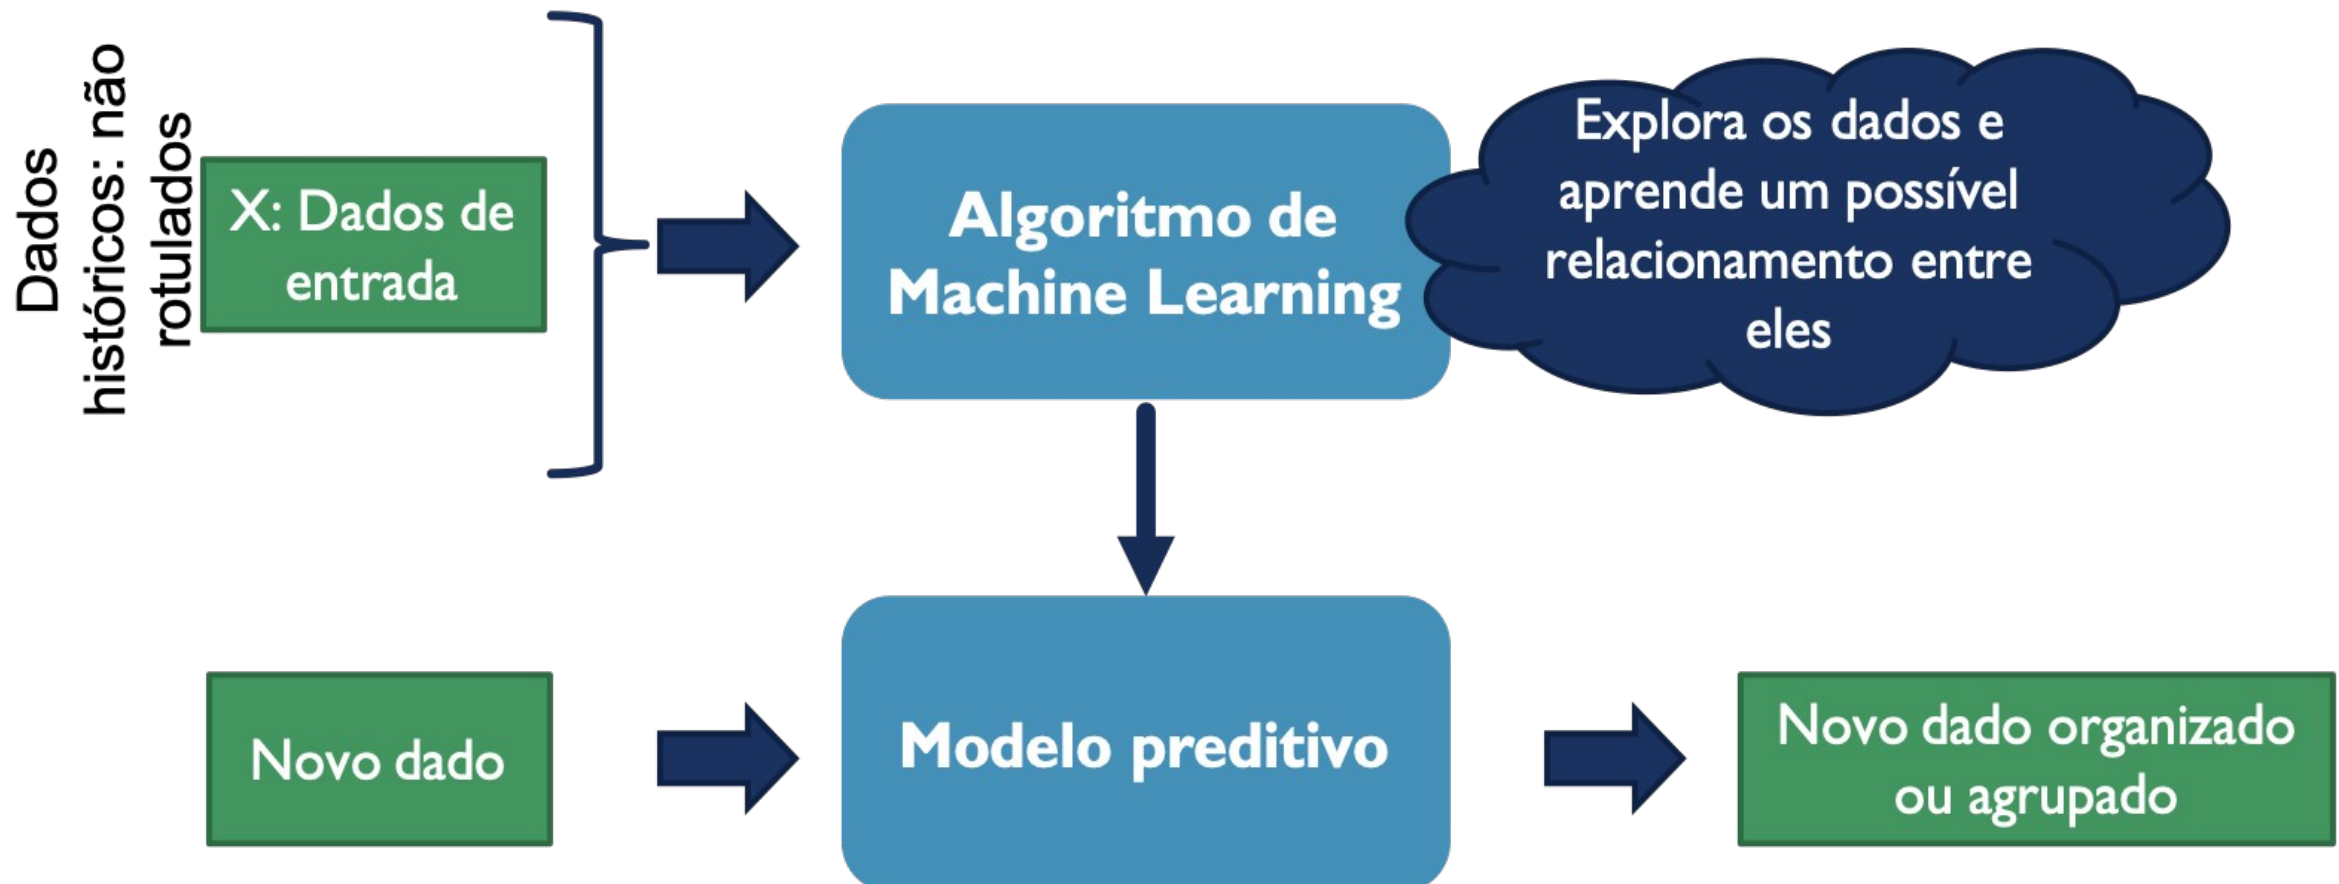 Dados
históricos: não
rotulados
X: Dados de
entrada
Algoritmo de
Machine Learning
Explora os dados e
aprende um possível
relacionamento entre
eles
Novo dado
Modelo preditivo
Novo dado organizado
ou agrupado